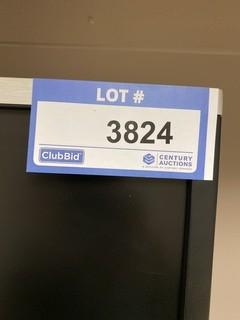 LOT #
3824
ClubBid
CENTURY
AUCTIONS